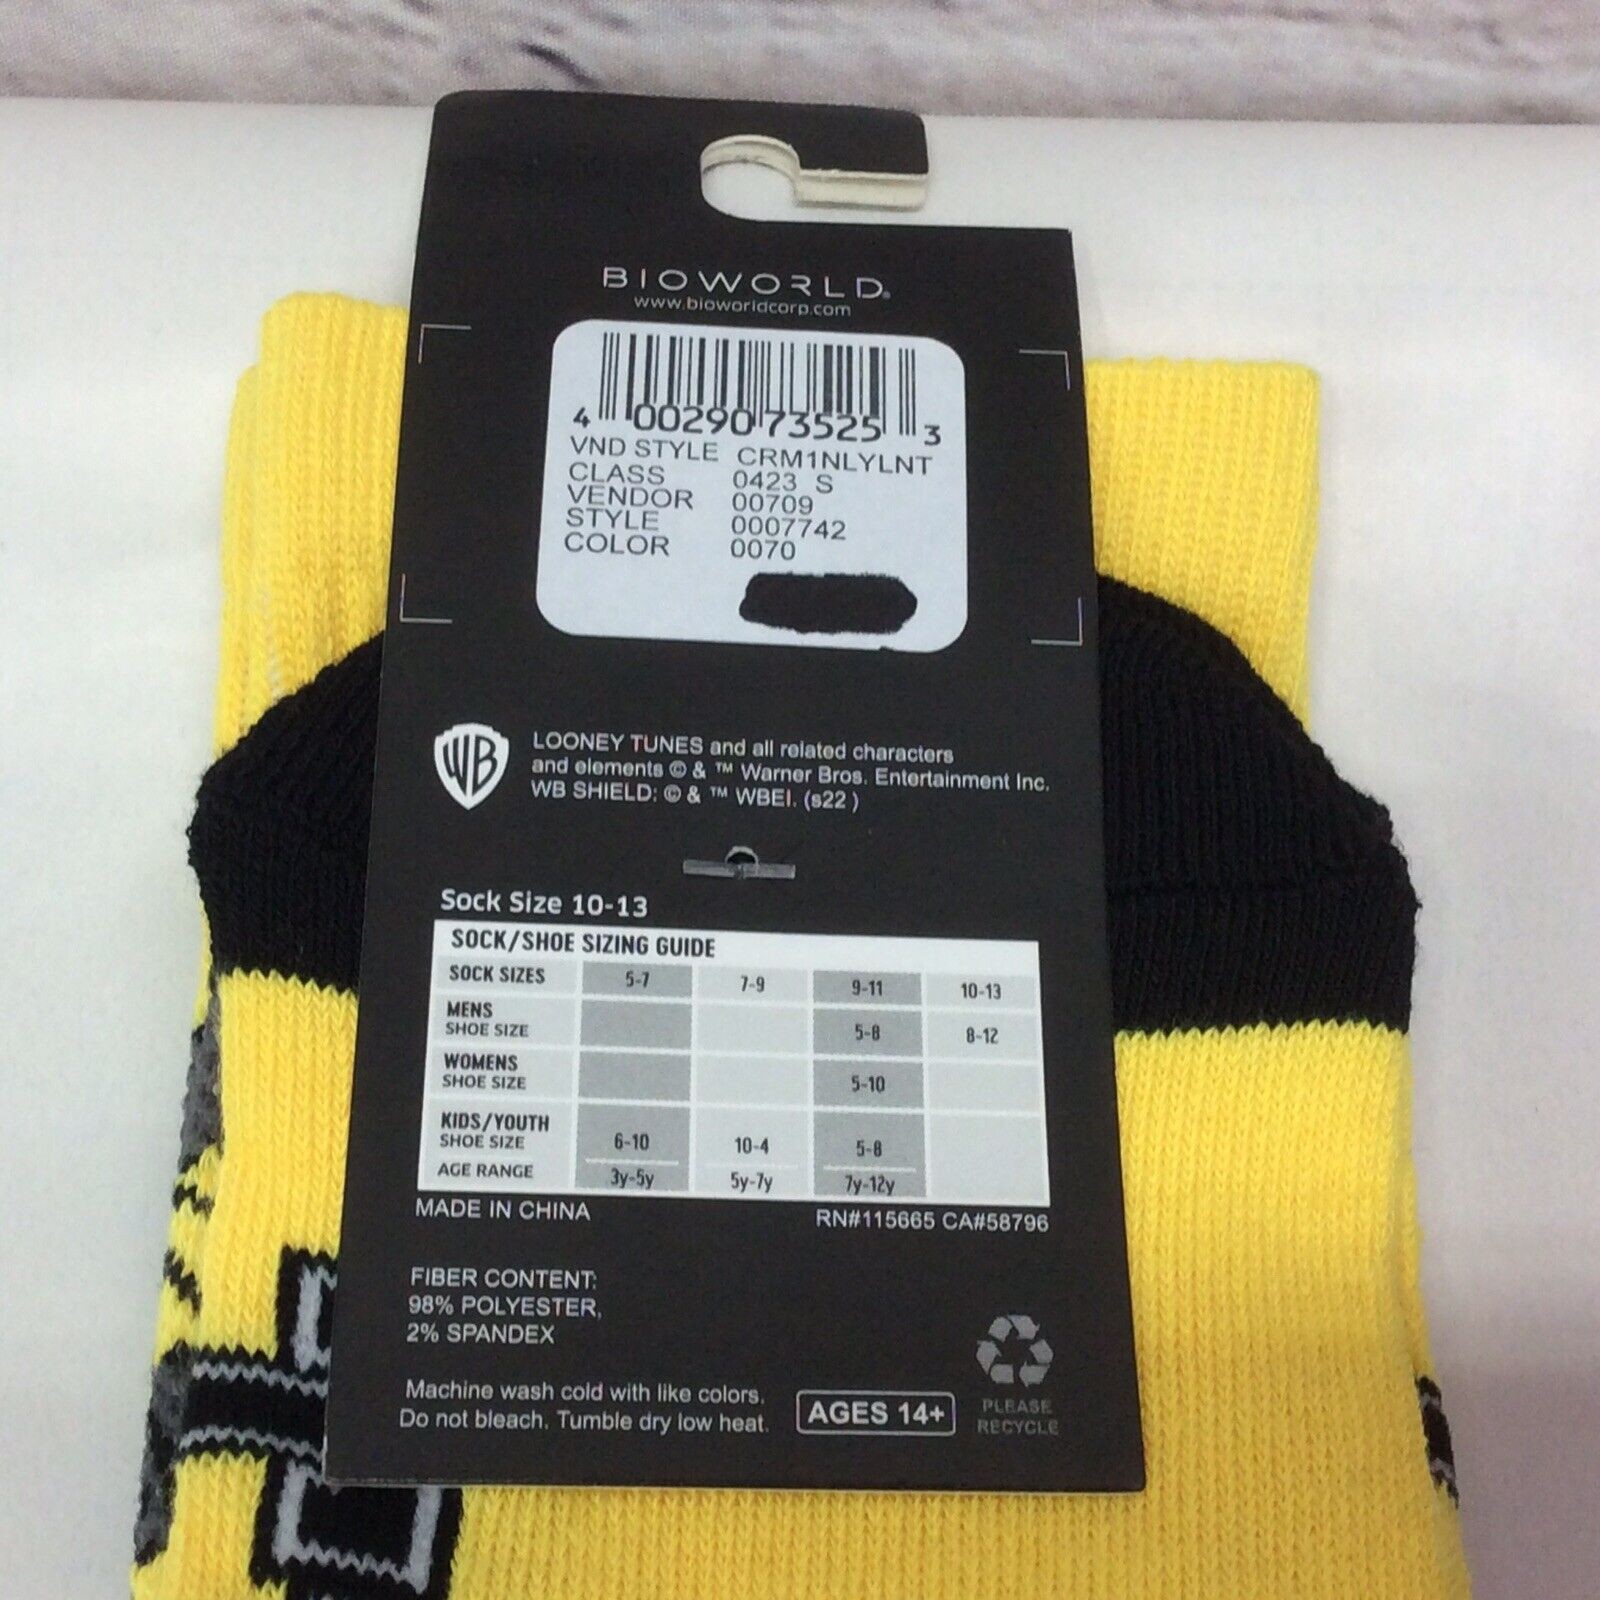 BIOWORLD®
www.bioworldcorp.com
4 00290 73525 3
VND STYLE CRM1NLYLNT
CLASS 0423 S
VENDOR 00709
STYLE 0007742
COLOR 0070
WB
LOONEY TUNES and all related characters
and elements © & ™ Warner Bros. Entertainment Inc.
WB SHIELD: © & ™ WBEI. (s22 )
Sock Size 10-13
SOCK/SHOE SIZING GUIDE
SOCK SIZES 5-7 7-9 9-11 10-13
MENS
SHOE SIZE 5-8 8-12
WOMENS
SHOE SIZE 5-10
KIDS/YOUTH
SHOE SIZE 6-10 10-4 5-8
AGE RANGE 3y-5y 5y-7y 7y-12y
MADE IN CHINA RN#115665 CA#58796
FIBER CONTENT:
98% POLYESTER,
2% SPANDEX
Machine wash cold with like colors.
Do not bleach. Tumble dry low heat.
AGES 14+
PLEASE
RECYCLE